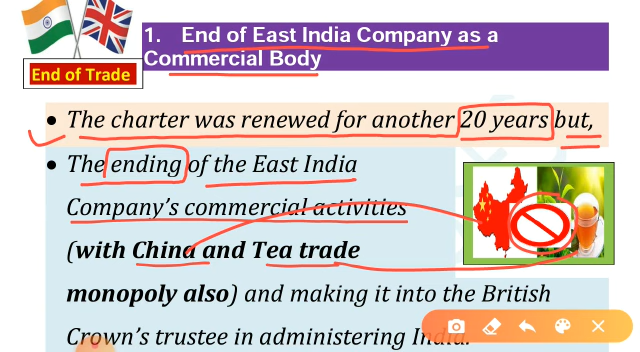 1. End of East India Company as a
Commercial Body
End of Trade
• The charter was renewed for another 20 years but,
• The ending of the East India
Company's commercial activities
(with China and Tea trade
monopoly also) and making it into the British
Crown's trustee in administering India.